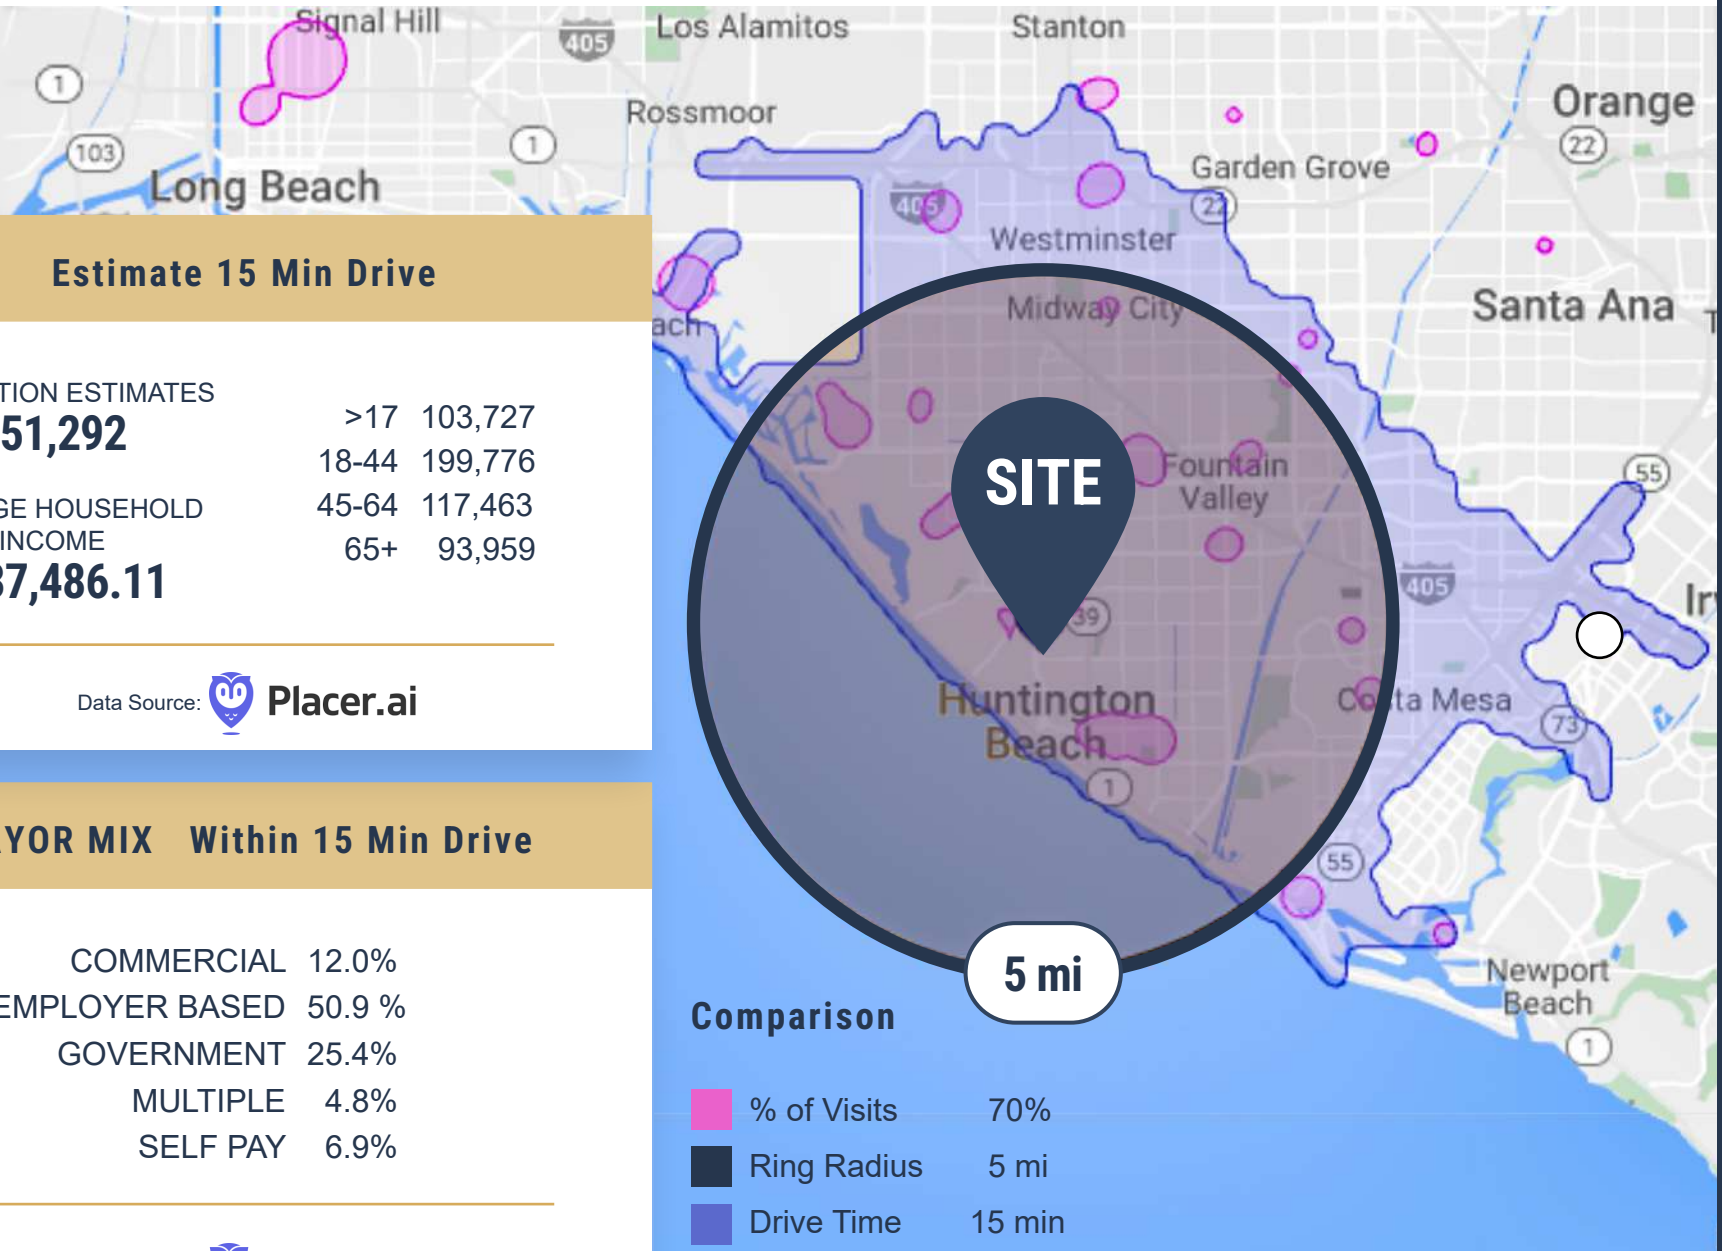 Signal Hill
405
Los Alamitos
Stanton
1
Rossmoor
Orange
103
1
22
Garden Grove
Long Beach
405
22
Westminster
Estimate 15 Min Drive
Midway City
Santa Ana
ach
TION ESTIMATES
51,292
>17 103,727
18-44 199,776
45-64 117,463
65+ 93,959
GE HOUSEHOLD
INCOME
37,486.11
SITE
Fountain
Valley
55
405
Ir
39
Data Source: Placer.ai
Huntington
Beach
Costa Mesa
73
1
55
YOR MIX Within 15 Min Drive
COMMERCIAL 12.0%
EMPLOYER BASED 50.9 %
GOVERNMENT 25.4%
MULTIPLE 4.8%
SELF PAY 6.9%
5 mi
Newport
Beach
1
Comparison
% of Visits 70%
Ring Radius 5 mi
Drive Time 15 min